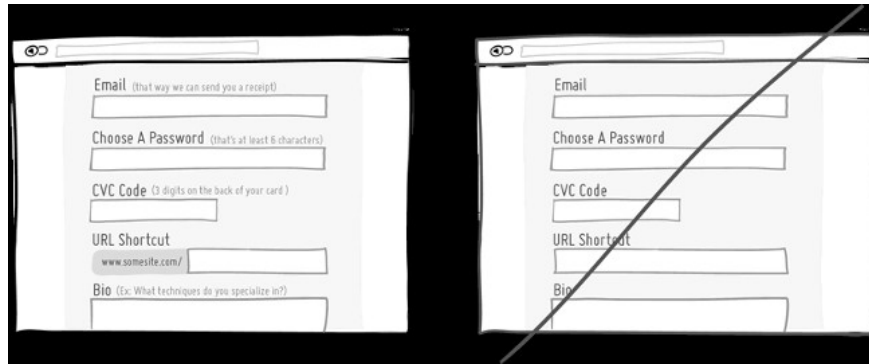 Email (that way we can send you a receipt)
Choose A Password (that's at least 6 characters)
CVC Code (3 digits on the back of your card )
URL Shortcut
www.somesite.com/
Bio (Ex: What techniques do you specialize in?)
Email
Choose A Password
CVC Code
URL Shortcut
Bio